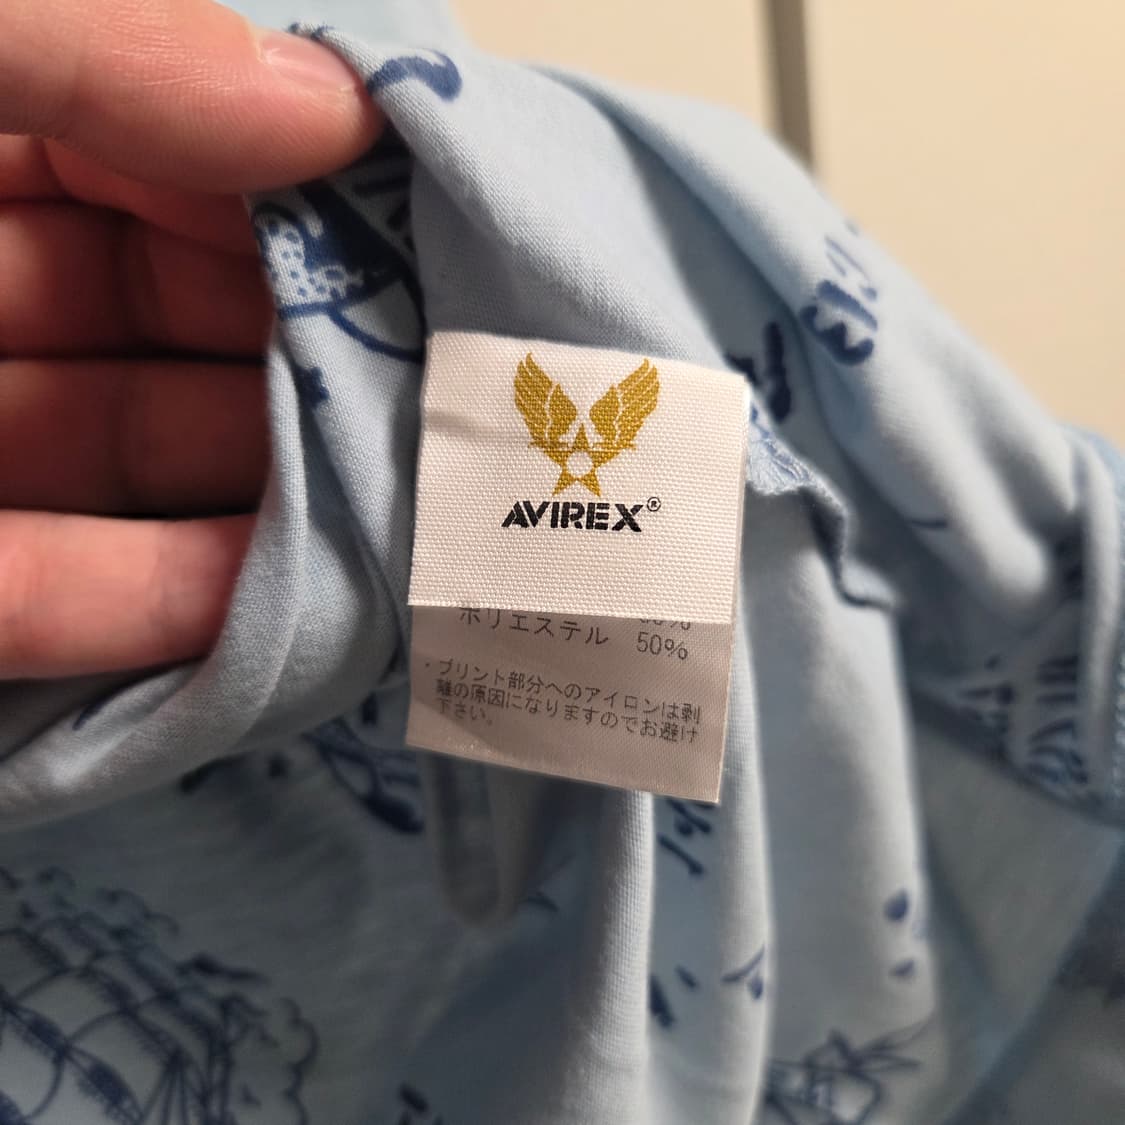 AVIREX®
ポリエステル 50%
・プリント部分へのアイロンは剥
離の原因になりますのでお避け
下さい。